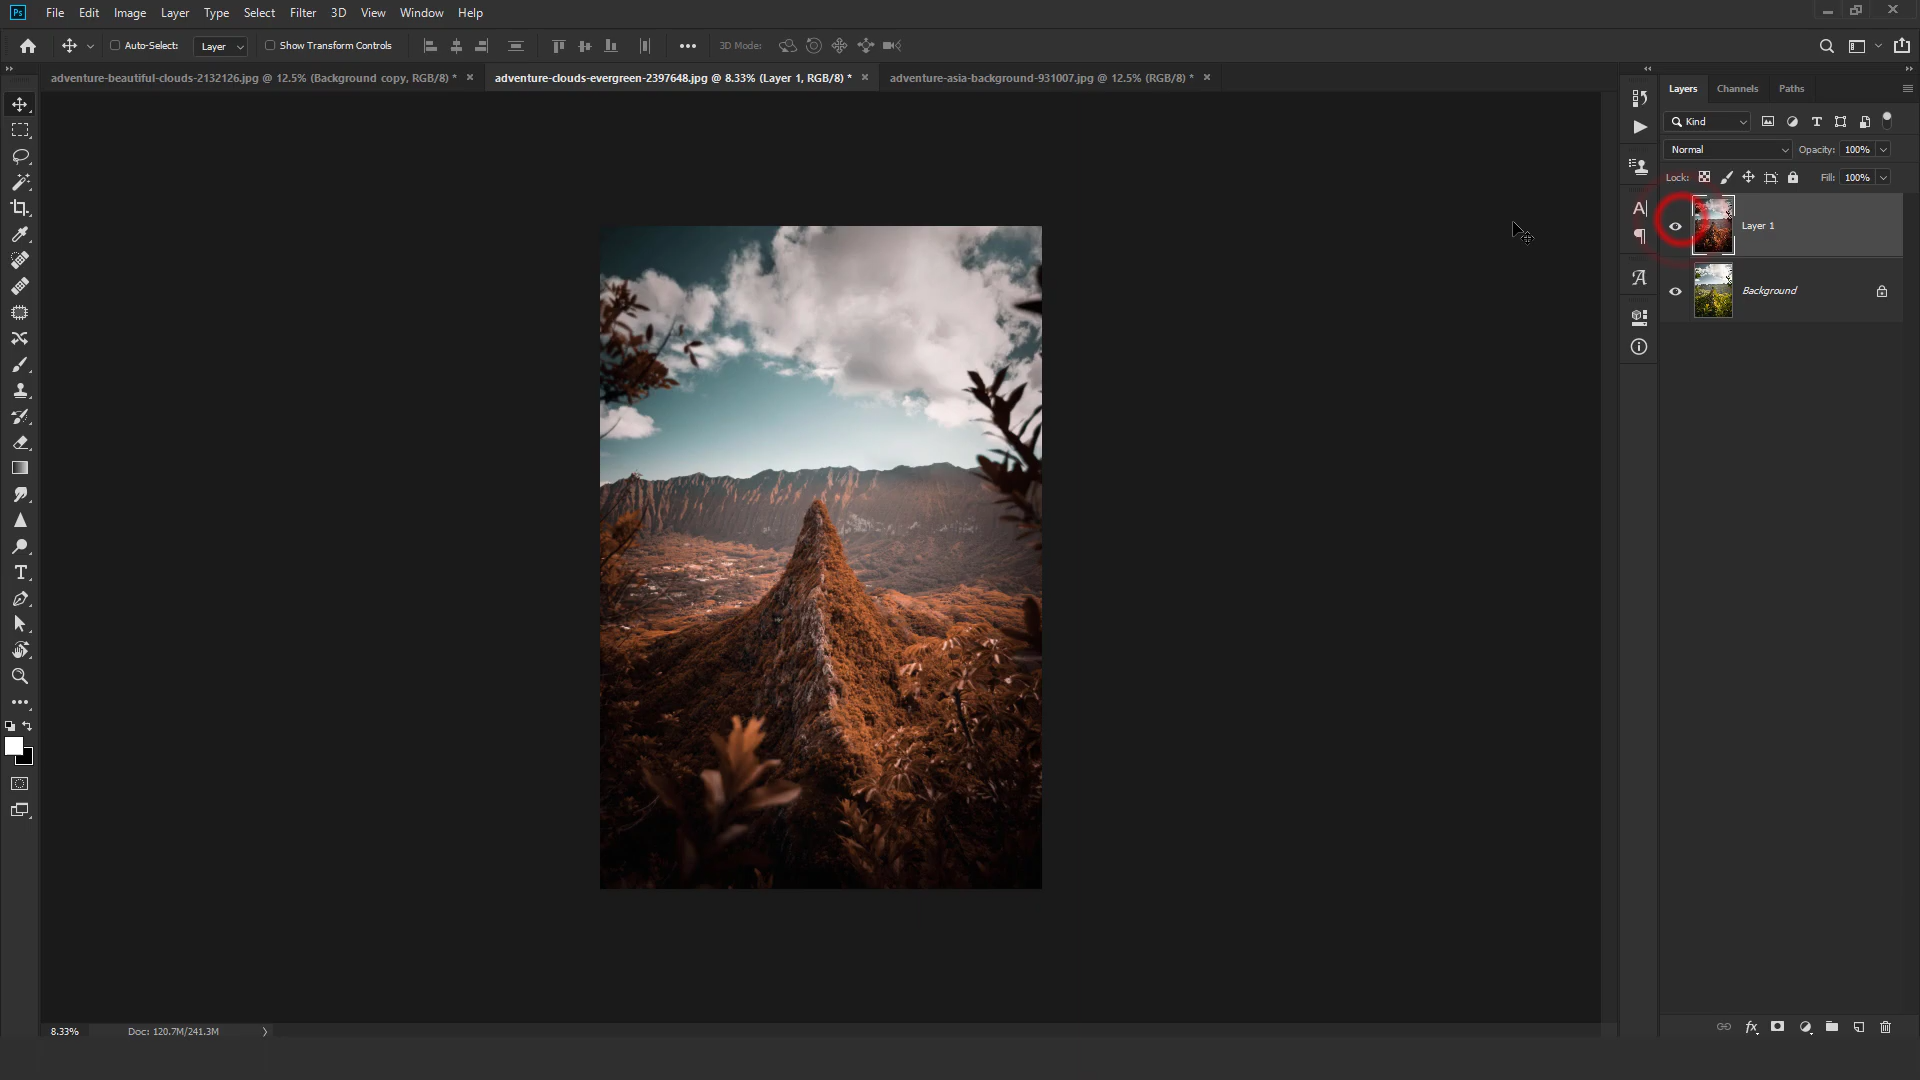 Ps File Edit Image Layer Type Select Filter 3D View Window Help
Auto-Select: Layer Show Transform Controls 3D Mode:
adventure-beautiful-clouds-2132126.jpg @ 12.5% (Background copy, RGB/8) * adventure-clouds-evergreen-2397648.jpg @ 8.33% (Layer 1, RGB/8) * adventure-asia-background-931007.jpg @ 12.5% (RGB/8) *
Layers Channels Paths
Kind
Normal Opacity: 100%
Lock: Fill: 100%
Layer 1
Background
8.33% Doc: 120.7M/241.3M